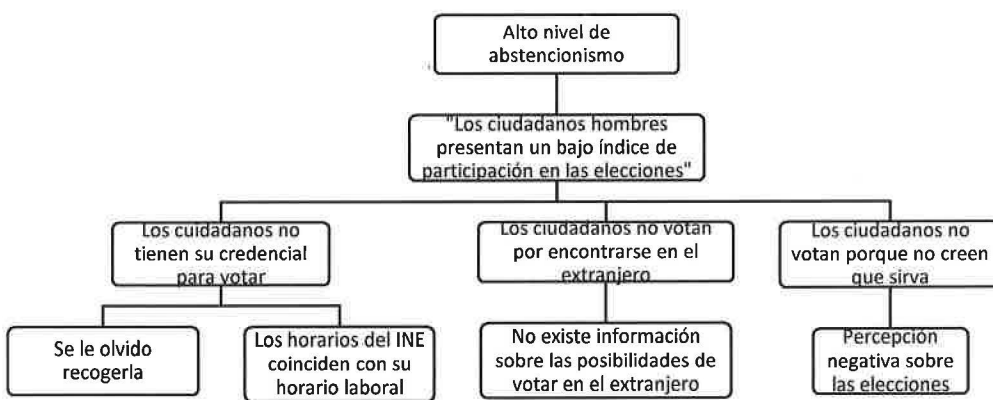 Alto nivel de
abstencionismo
"Los ciudadanos hombres
presentan un bajo índice de
participación en las elecciones"
Los cuidadanos no
tienen su credencial
para votar
Los ciudadanos no votan
por encontrarse en el
extranjero
Los ciudadanos no
votan porque no creen
que sirva
Se le olvido
recogerla
Los horarios del INE
coinciden con su
horario laboral
No existe información
sobre las posibilidades de
votar en el extranjero
Percepción
negativa sobre
las elecciones